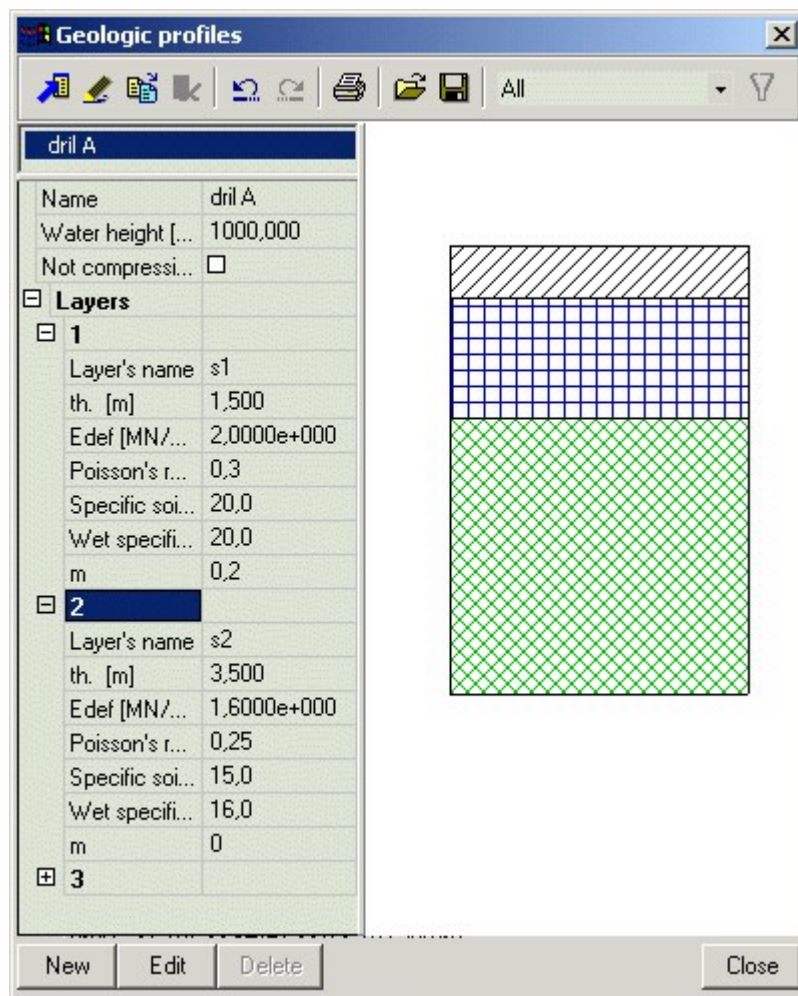 Geologic profiles
All
dril A
Name dril A
Water height [... 1000,000
Not compressi...
Layers
1
Layer's name s1
th. [m] 1,500
Edef [MN/... 2,0000e+000
Poisson's r... 0,3
Specific soi... 20,0
Wet specifi... 20,0
m 0,2
2
Layer's name s2
th. [m] 3,500
Edef [MN/... 1,6000e+000
Poisson's r... 0,25
Specific soi... 15,0
Wet specifi... 16,0
m 0
3
New Edit Delete Close